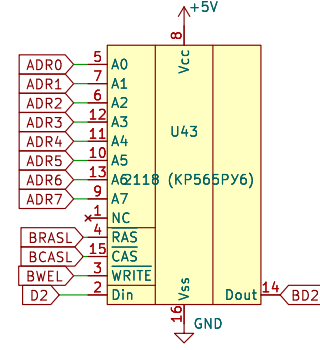 +5V
8
Vcc
ADR0 5 A0
ADR1 7 A1
ADR2 6 A2
ADR3 12 A3
ADR4 11 A4
ADR5 10 A5
ADR6 13 A6
ADR7 9 A7
U43
2118 (КР565РУ6)
1 NC
BRASL 4 RAS
BCASL 15 CAS
BWEL 3 WRITE
D2 2 Din
Dout 14 BD2
Vss
16
GND